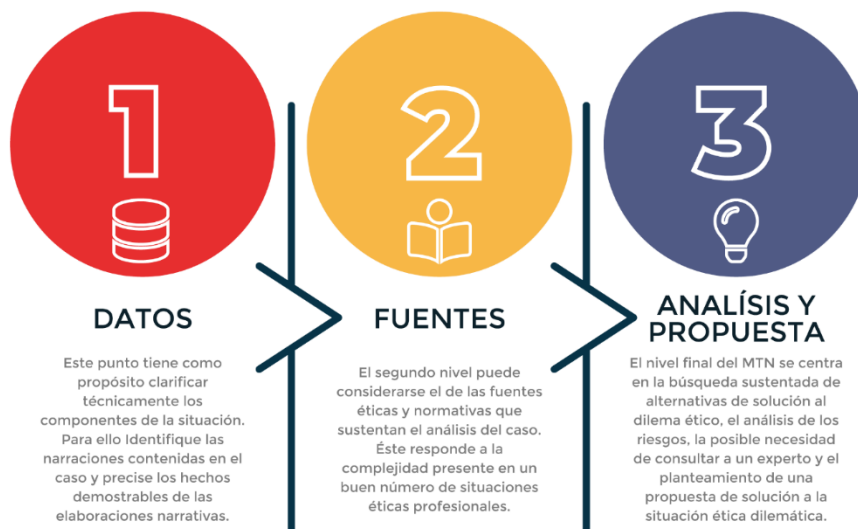 1
DATOS
Este punto tiene como
propósito clarificar
técnicamente los
componentes de la situación.
Para ello Identifique las
narraciones contenidas en el
caso y precise los hechos
demostrables de las
elaboraciones narrativas.
2
FUENTES
El segundo nivel puede
considerarse el de las fuentes
éticas y normativas que
sustentan el análisis del caso.
Éste responde a la
complejidad presente en un
buen número de situaciones
éticas profesionales.
3
ANALÍSIS Y
PROPUESTA
El nivel final del MTN se centra
en la búsqueda sustentada de
alternativas de solución al
dilema ético, el análisis de los
riesgos, la posible necesidad
de consultar a un experto y el
planteamiento de una
propuesta de solución a la
situación ética dilemática.